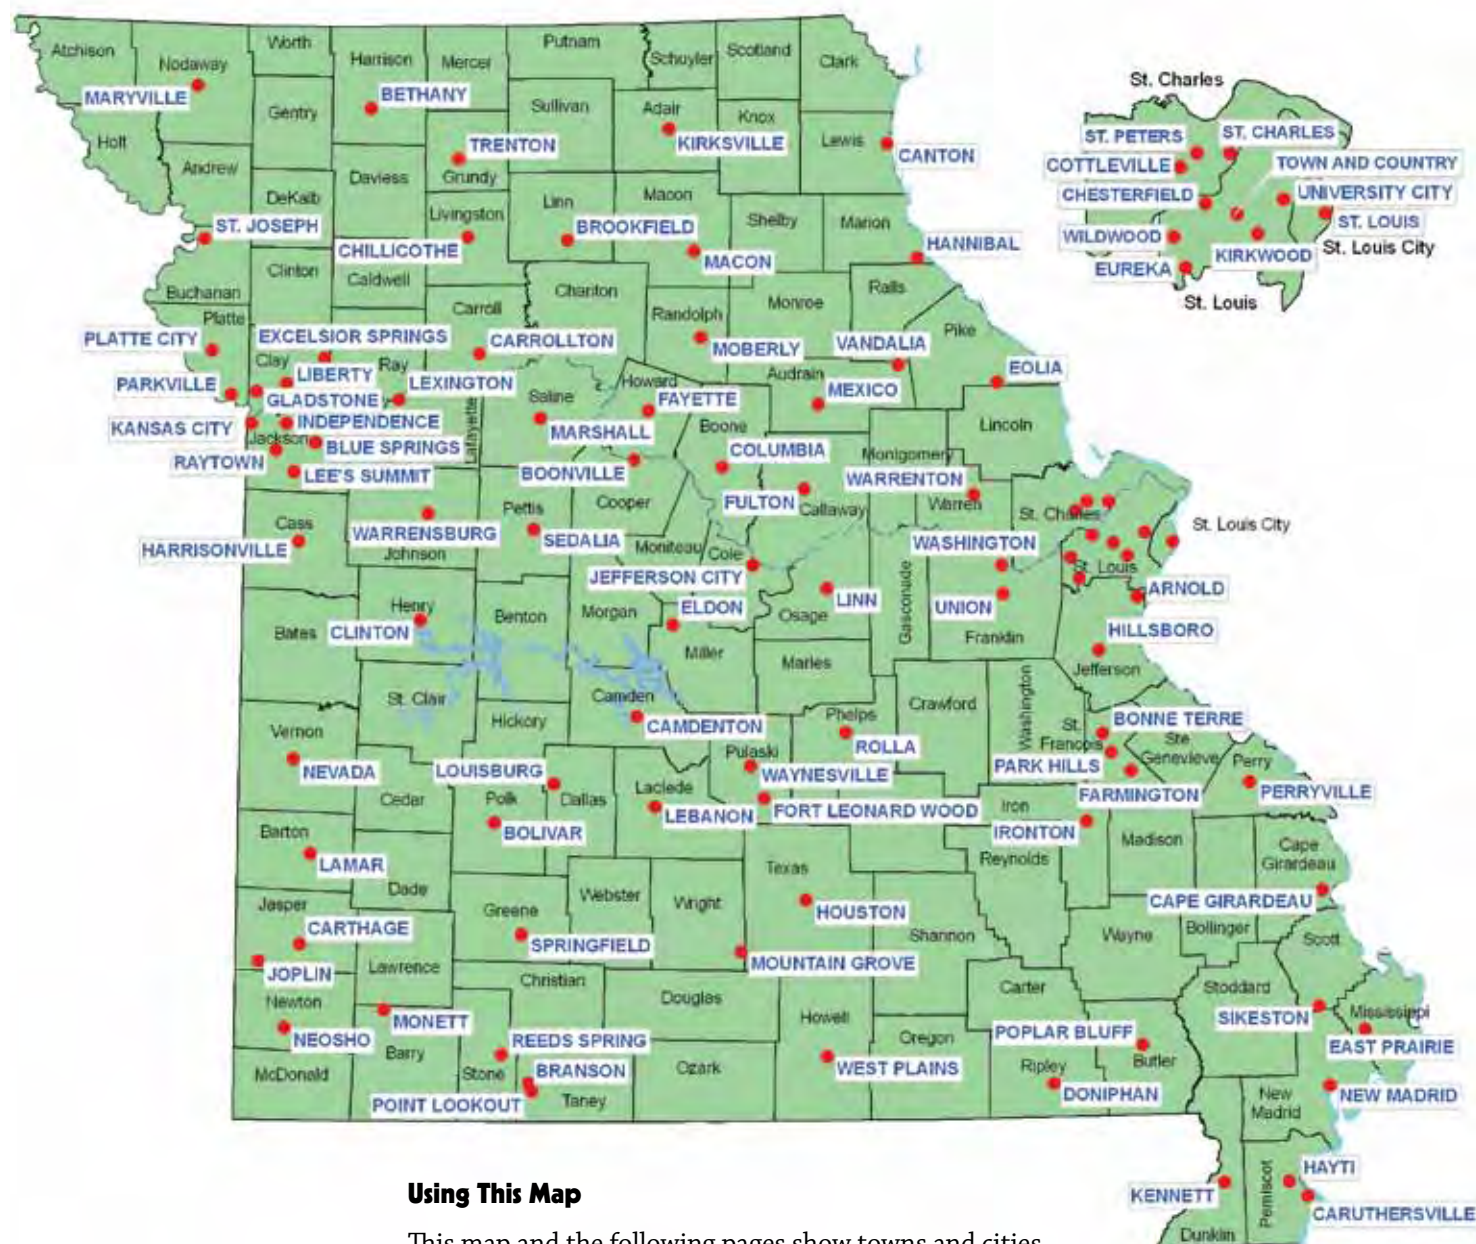 Atchison
Nodaway
Worth
Harrison
Mercer
Putnam
Schuyler
Scotland
Clark
MARYVILLE
BETHANY
Gentry
Sullivan
Adair
Knox
Holt
TRENTON
KIRKSVILLE
Lewis
CANTON
Andrew
DeKalb
Daviess
Grundy
Linn
Macon
ST. JOSEPH
Livingston
BROOKFIELD
Shelby
Marion
HANNIBAL
CHILLICOTHE
MACON
Clinton
Caldwell
Buchanan
Chariton
Ralls
Platte
Carroll
Randolph
Monroe
PLATTE CITY
EXCELSIOR SPRINGS
CARROLLTON
MOBERLY
VANDALIA
Pike
Clay
Ray
PARKVILLE
LIBERTY
LEXINGTON
Howard
Audrain
EOLIA
GLADSTONE
Saline
FAYETTE
MEXICO
KANSAS CITY
INDEPENDENCE
Lafayette
MARSHALL
Boone
Lincoln
Jackson
BLUE SPRINGS
COLUMBIA
Montgomery
RAYTOWN
BOONVILLE
LEE'S SUMMIT
WARRENTON
FULTON
Cooper
Pettis
Callaway
Warren
St. Charles
Cass
WARRENSBURG
St. Louis City
HARRISONVILLE
Johnson
SEDALIA
Moniteau
Cole
WASHINGTON
St. Louis
JEFFERSON CITY
LINN
ARNOLD
Henry
Benton
Morgan
ELDON
Osage
Gasconade
UNION
CLINTON
Bates
Franklin
HILLSBORO
Miller
Maries
Jefferson
St. Clair
Camden
Crawford
Washington
Hickory
CAMDENTON
Phelps
ROLLA
BONNE TERRE
St.
Francois
Ste
Genevieve
Vernon
Pulaski
NEVADA
LOUISBURG
WAYNESVILLE
PARK HILLS
Perry
Cedar
Polk
Dallas
Laclede
FARMINGTON
PERRYVILLE
LEBANON
FORT LEONARD WOOD
Iron
BOLIVAR
IRONTON
Barton
LAMAR
Madison
Cape
Girardeau
Reynolds
Texas
Dade
Webster
Wright
Jasper
CAPE GIRARDEAU
Greene
HOUSTON
CARTHAGE
SPRINGFIELD
Shannon
Wayne
Bollinger
Scott
JOPLIN
Lawrence
MOUNTAIN GROVE
Christian
Newton
Douglas
Carter
Stoddard
MONETT
Howell
SIKESTON
Mississippi
NEOSHO
REEDS SPRING
Oregon
POPLAR BLUFF
Barry
EAST PRAIRIE
McDonald
Stone
BRANSON
Ozark
WEST PLAINS
Ripley
Butler
POINT LOOKOUT
Taney
DONIPHAN
New
Madrid
NEW MADRID
KENNETT
Pemiscot
HAYTI
CARUTHERSVILLE
Dunklin
St. Charles
ST. PETERS
ST. CHARLES
COTTLEVILLE
TOWN AND COUNTRY
CHESTERFIELD
UNIVERSITY CITY
ST. LOUIS
WILDWOOD
KIRKWOOD
St. Louis City
EUREKA
St. Louis
Using This Map
This map and the following pages show towns and cities